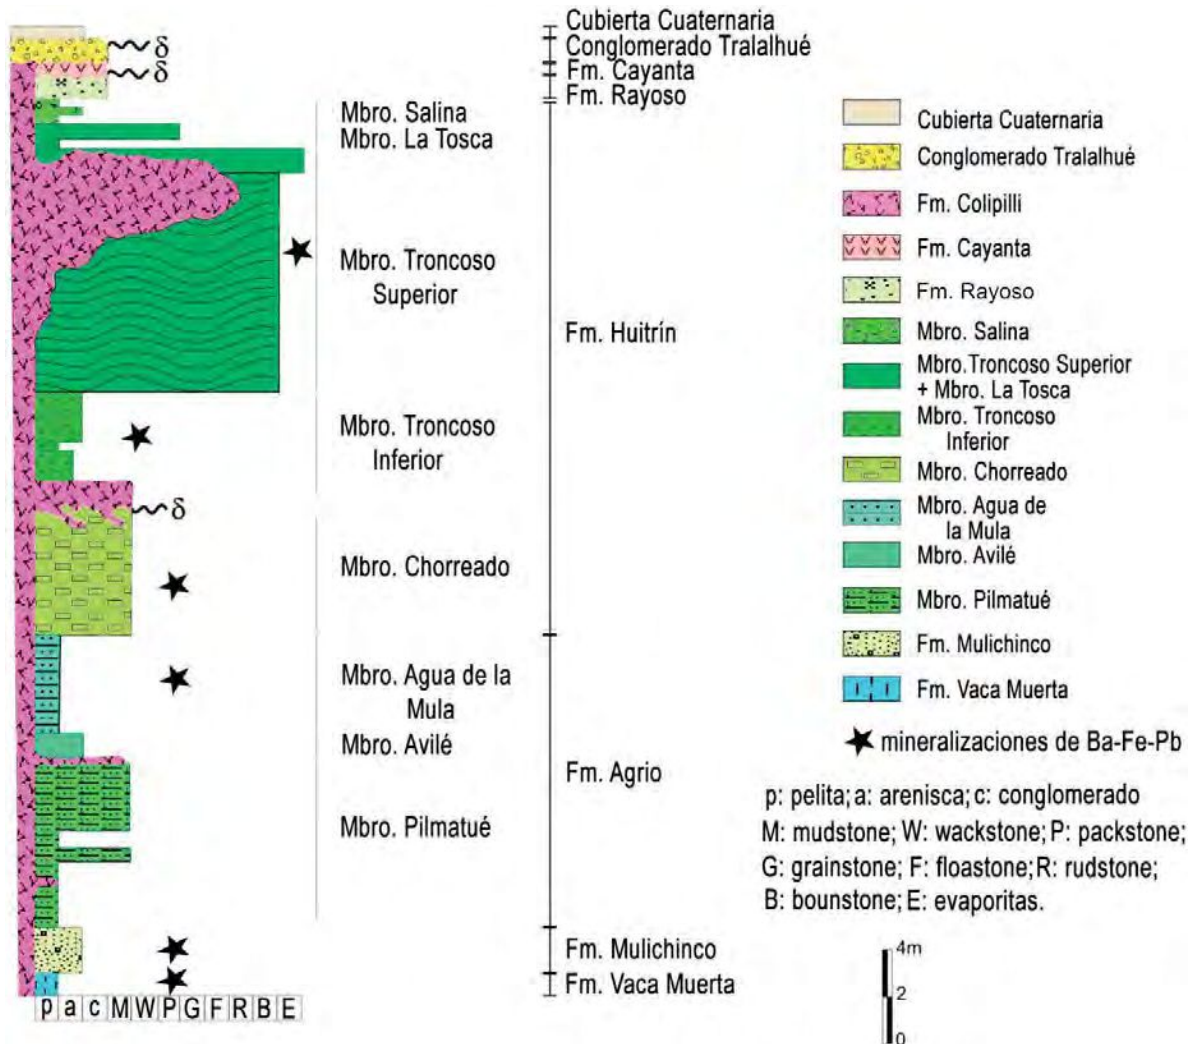 δ
δ
δ
Mbro. Salina
Mbro. La Tosca
Mbro. Troncoso
Superior
Mbro. Troncoso
Inferior
Mbro. Chorreado
Mbro. Agua de la
Mula
Mbro. Avilé
Mbro. Pilmatué
Cubierta Cuaternaria
Conglomerado Tralalhué
Fm. Cayanta
Fm. Rayoso
Fm. Huitrín
Fm. Agrio
Fm. Mulichinco
Fm. Vaca Muerta
p a c M W P G F R B E
Cubierta Cuaternaria
Conglomerado Tralalhué
Fm. Colipilli
Fm. Cayanta
Fm. Rayoso
Mbro. Salina
Mbro.Troncoso Superior
+ Mbro. La Tosca
Mbro. Troncoso
Inferior
Mbro. Chorreado
Mbro. Agua de
la Mula
Mbro. Avilé
Mbro. Pilmatué
Fm. Mulichinco
Fm. Vaca Muerta
mineralizaciones de Ba-Fe-Pb
p: pelita; a: arenisca; c: conglomerado
M: mudstone; W: wackstone; P: packstone;
G: grainstone; F: floastone; R: rudstone;
B: bounstone; E: evaporitas.
4m
2
0